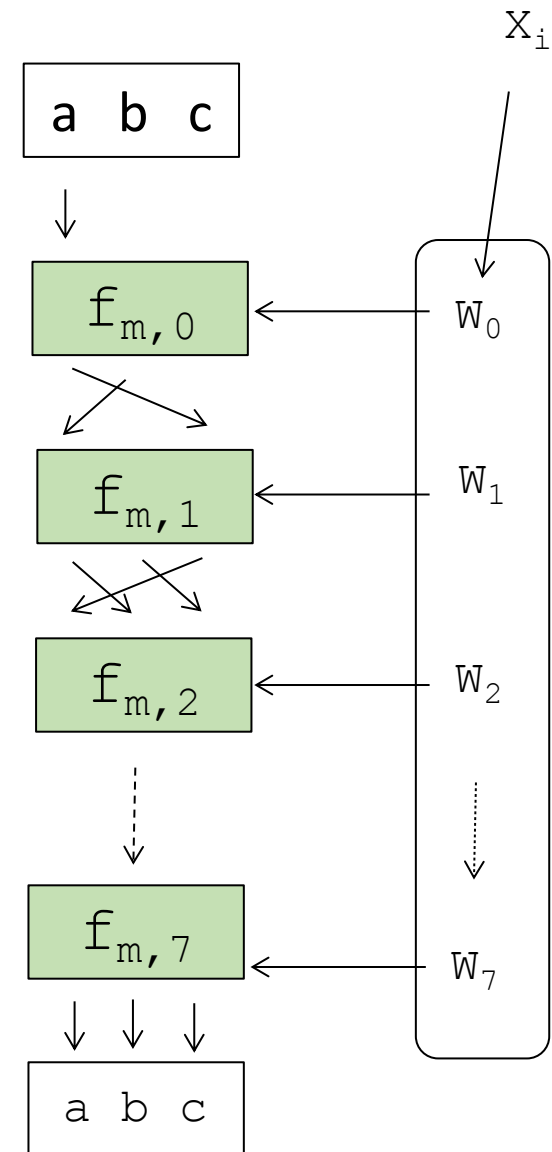 Xᵢ
a b c
fₘ,₀ W₀
fₘ,₁ W₁
fₘ,₂ W₂
fₘ,₇ W₇
a b c